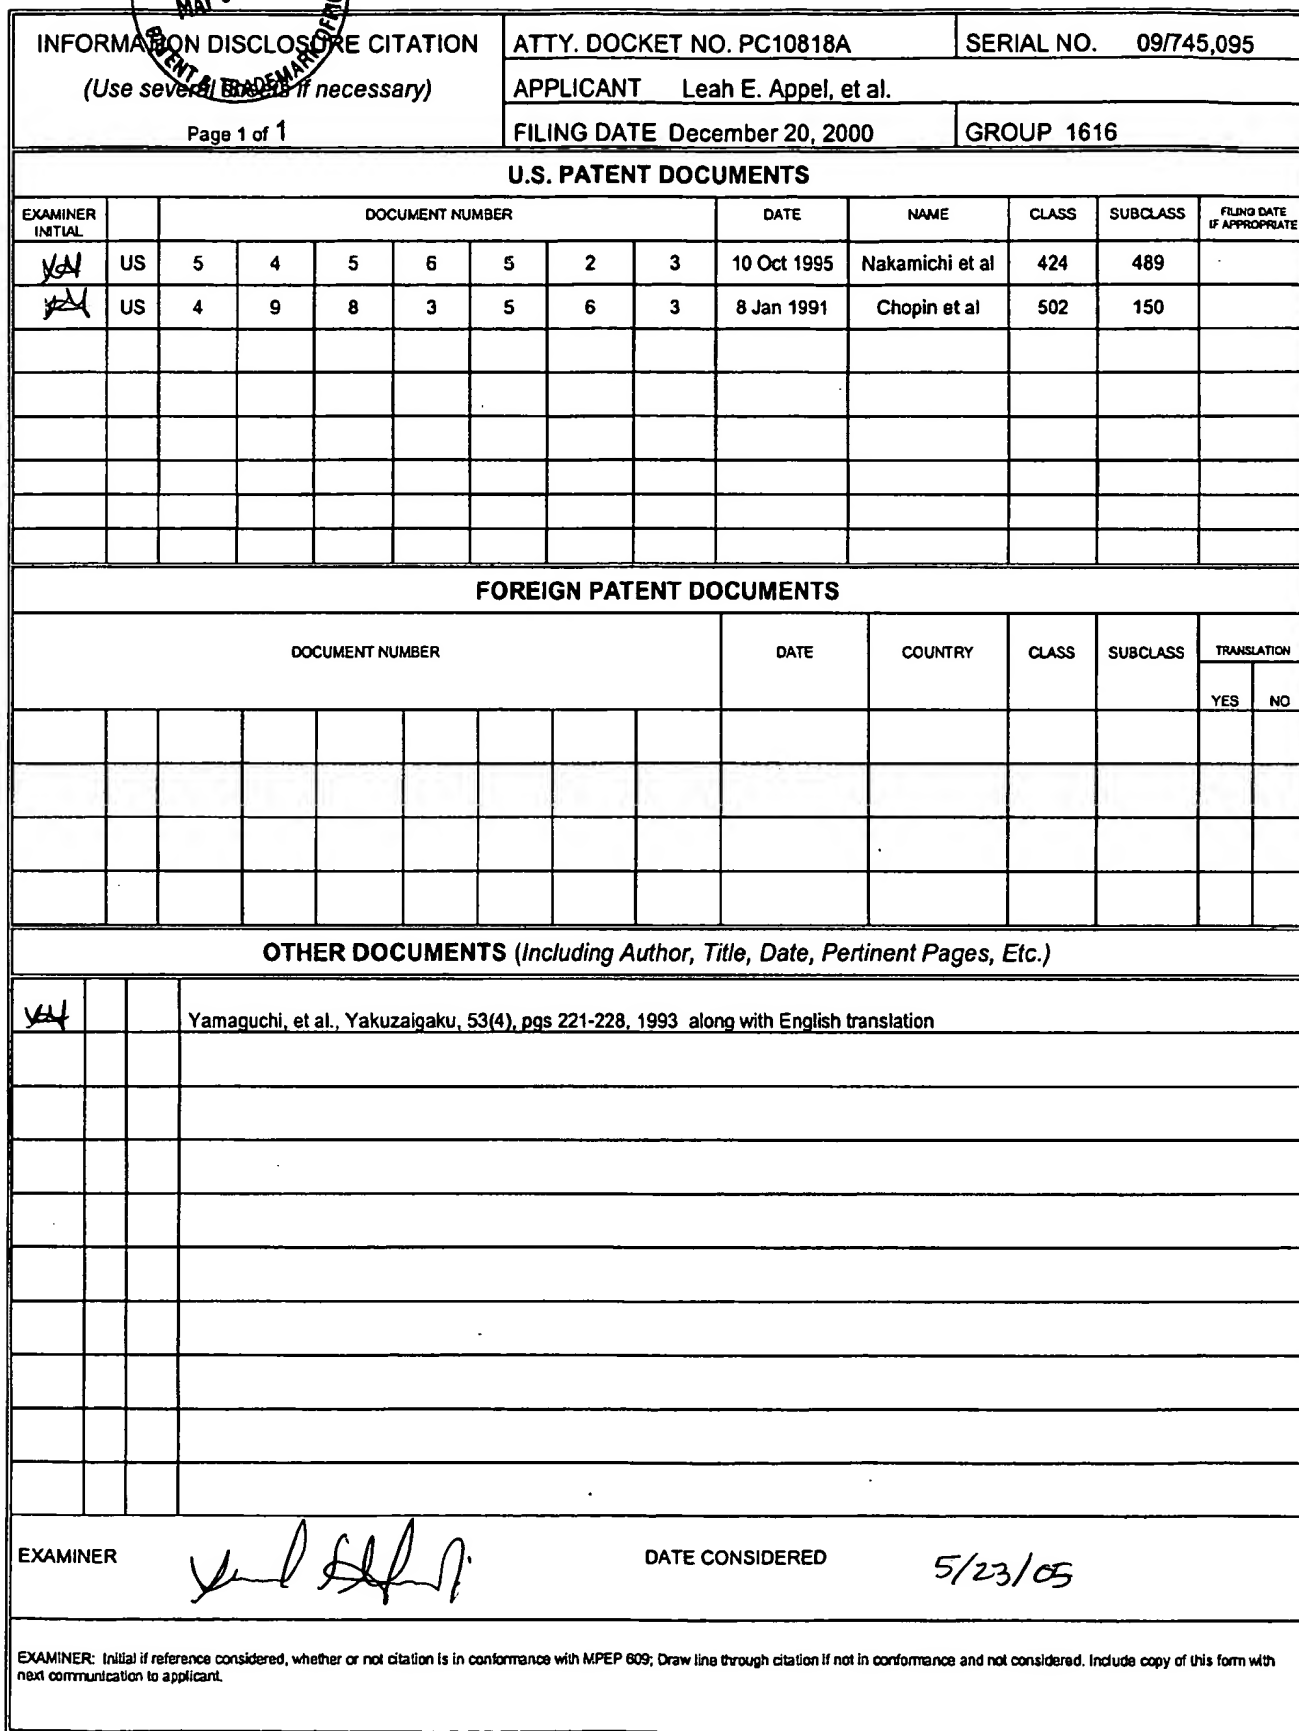 MAY
PATENT & TRADEMARK OFFICE
INFORMATION DISCLOSURE CITATION
(Use several if necessary)
Page 1 of 1
ATTY. DOCKET NO. PC10818A
SERIAL NO. 09/745,095
APPLICANT Leah E. Appel, et al.
FILING DATE December 20, 2000
GROUP 1616
U.S. PATENT DOCUMENTS
EXAMINER INITIAL DOCUMENT NUMBER DATE NAME CLASS SUBCLASS FILING DATE IF APPROPRIATE
US 5 4 5 6 5 2 3 10 Oct 1995 Nakamichi et al 424 489
US 4 9 8 3 5 6 3 8 Jan 1991 Chopin et al 502 150
FOREIGN PATENT DOCUMENTS
DOCUMENT NUMBER DATE COUNTRY CLASS SUBCLASS TRANSLATION
YES NO
OTHER DOCUMENTS (Including Author, Title, Date, Pertinent Pages, Etc.)
Yamaguchi, et al., Yakuzaigaku, 53(4), pgs 221-228, 1993 along with English translation
EXAMINER
DATE CONSIDERED 5/23/05
EXAMINER: Initial if reference considered, whether or not citation is in conformance with MPEP 609; Draw line through citation if not in conformance and not considered. Include copy of this form with
next communication to applicant.